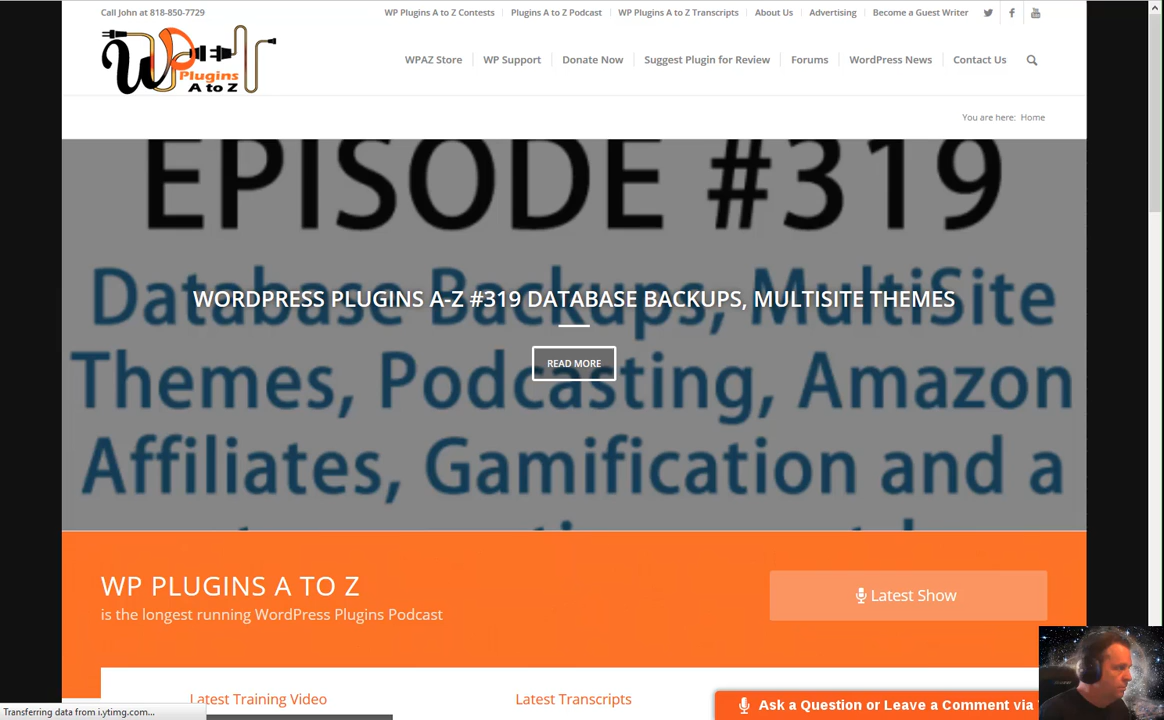 Call John at 818-850-7729
WP Plugins A to Z Contests
Plugins A to Z Podcast
WP Plugins A to Z Transcripts
About Us
Advertising
Become a Guest Writer
WP Plugins
A to Z
WPAZ Store
WP Support
Donate Now
Suggest Plugin for Review
Forums
WordPress News
Contact Us
You are here: Home
EPISODE #319
Database Backups, MultiSite
Themes, Podcasting, Amazon
Affiliates, Gamification and a
WORDPRESS PLUGINS A-Z #319 DATABASE BACKUPS, MULTISITE THEMES
READ MORE
WP PLUGINS A TO Z
is the longest running WordPress Plugins Podcast
Latest Show
Latest Training Video
Latest Transcripts
Ask a Question or Leave a Comment via
Transferring data from i.ytimg.com...